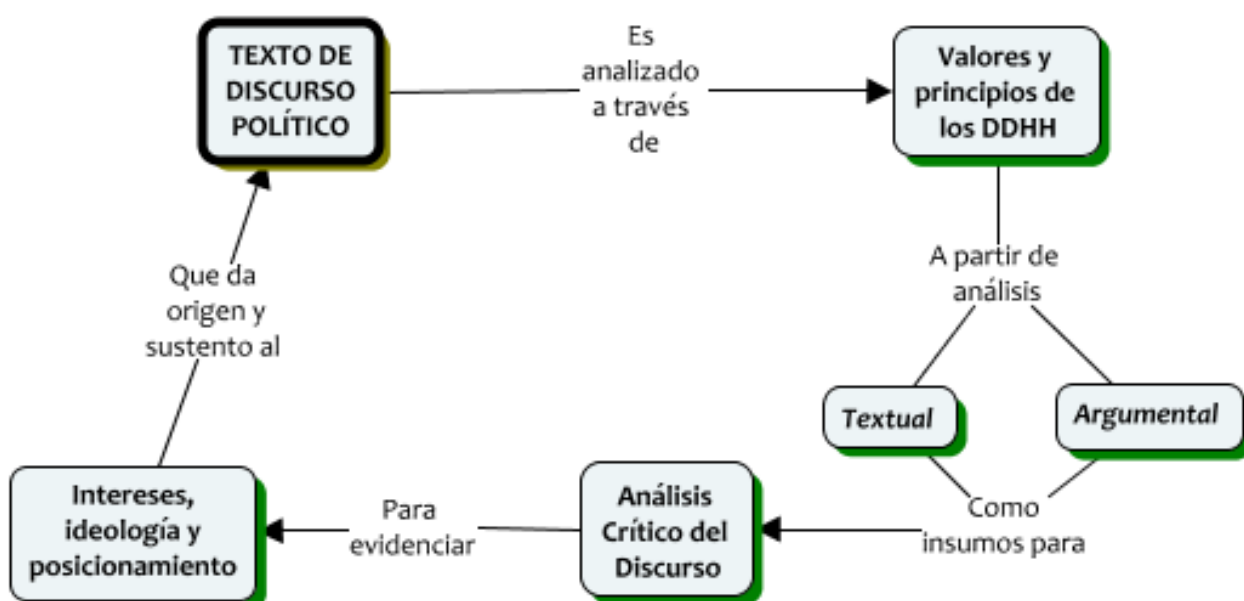 TEXTO DE
DISCURSO
POLÍTICO
Es
analizado
a través
de
Valores y
principios de
los DDHH
A partir de
análisis
Textual
Argumental
Como
insumos para
Análisis
Crítico del
Discurso
Para
evidenciar
Intereses,
ideología y
posicionamiento
Que da
origen y
sustento al